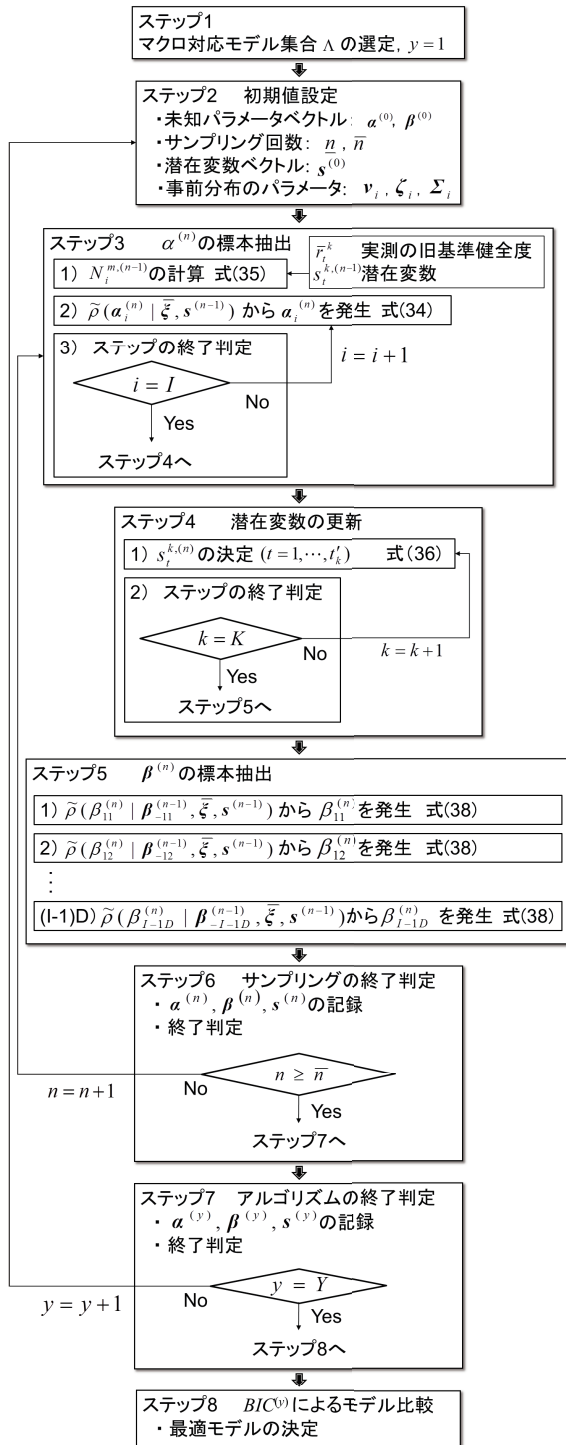 ステップ1
マクロ対応モデル集合 Λ の選定, y = 1
ステップ2 初期値設定
・未知パラメータベクトル: α^(0), β^(0)
・サンプリング回数: n̲ , n̄
・潜在変数ベクトル: s^(0)
・事前分布のパラメータ: ν_i , ζ_i , Σ_i
ステップ3 α^(n) の標本抽出
r̄_t^k 実測の旧基準健全度
s_t^{k,(n-1)} 潜在変数
1) N_i^{m,(n-1)} の計算 式(35)
2) ρ̃(α_i^(n) | ξ̄, s^(n-1)) から α_i^(n) を発生 式(34)
3) ステップの終了判定
i = i + 1
i = I
No
Yes
ステップ4へ
ステップ4 潜在変数の更新
1) s_t^{k,(n)} の決定 (t = 1,⋯,t'_k) 式(36)
2) ステップの終了判定
k = K
No
k = k + 1
Yes
ステップ5へ
ステップ5 β^(n) の標本抽出
1) ρ̃(β_11^(n) | β_-11^(n-1), ξ̄, s^(n-1)) から β_11^(n) を発生 式(38)
2) ρ̃(β_12^(n) | β_-12^(n-1), ξ̄, s^(n-1)) から β_12^(n) を発生 式(38)
⋮
(I-1)D) ρ̃(β_{I-1D}^(n) | β_{-I-1D}^(n-1), ξ̄, s^(n-1)) から β_{I-1D}^(n) を発生 式(38)
ステップ6 サンプリングの終了判定
・α^(n), β^(n), s^(n) の記録
・終了判定
n ≥ n̄
No
n = n + 1
Yes
ステップ7へ
ステップ7 アルゴリズムの終了判定
・α^(y), β^(y), s^(y) の記録
・終了判定
y = Y
No
y = y + 1
Yes
ステップ8へ
ステップ8 BIC^(y) によるモデル比較
・最適モデルの決定